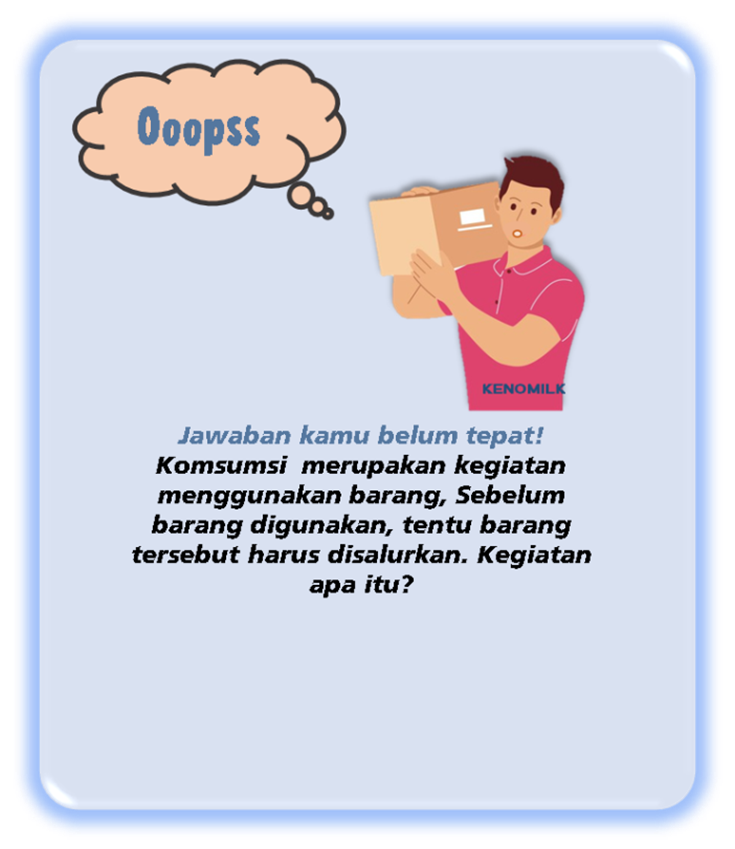 Ooopss
KENOMILK
Jawaban kamu belum tepat!
Komsumsi merupakan kegiatan
menggunakan barang, Sebelum
barang digunakan, tentu barang
tersebut harus disalurkan. Kegiatan
apa itu?